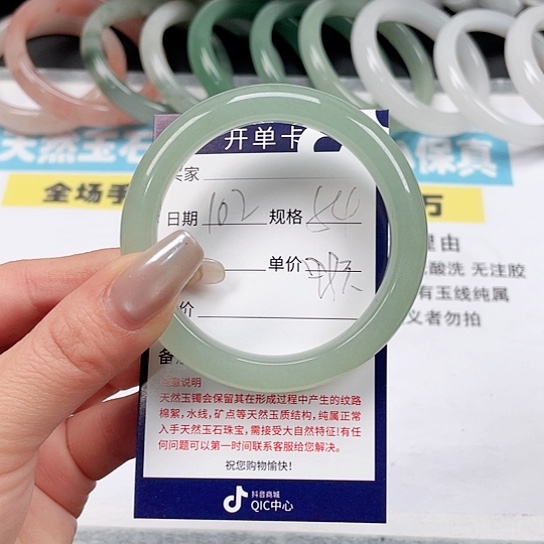 天然玉石
保真
全场手
万
开单卡
买家
日期 102 规格 54
单价
价
理由
酸洗 无注胶
有玉线纯属
义者勿拍
备
注意说明
天然玉镯会保留其在形成过程中产生的纹路
棉絮，水线，矿点等天然玉质结构，纯属正常
入手天然玉石珠宝，需接受大自然特征！有任
何问题可以第一时间联系客服给您解决。
祝您购物愉快！
抖音商城
QIC中心